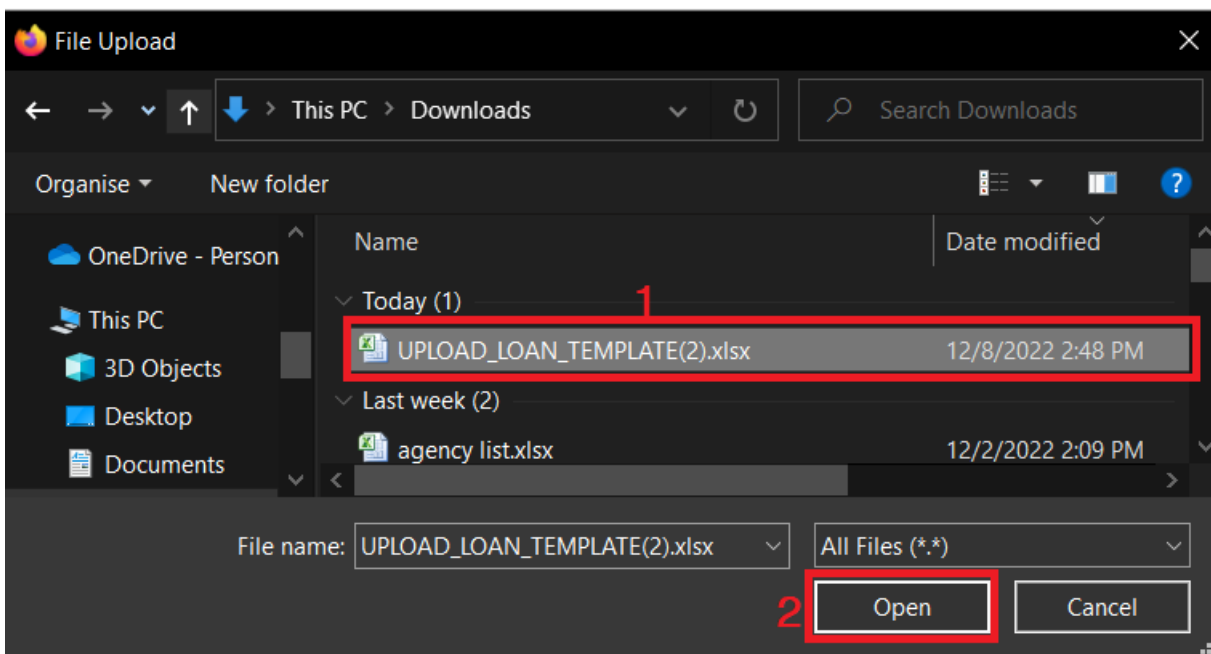 File Upload
This PC > Downloads
Search Downloads
Organise
New folder
?
OneDrive - Person
This PC
3D Objects
Desktop
Documents
Name
Date modified
Today (1)
1
UPLOAD_LOAN_TEMPLATE(2).xlsx
12/8/2022 2:48 PM
Last week (2)
agency list.xlsx
12/2/2022 2:09 PM
File name:
UPLOAD_LOAN_TEMPLATE(2).xlsx
All Files (*.*)
2
Open
Cancel